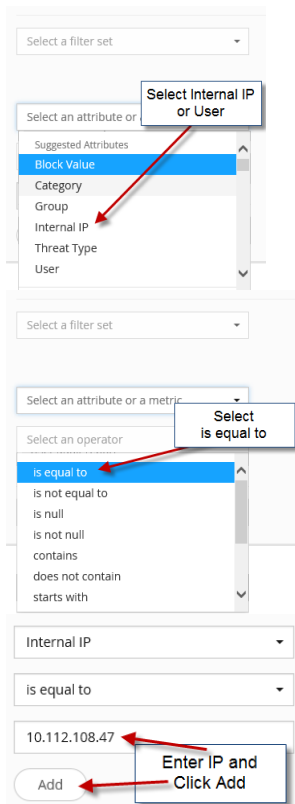 Select a filter set
Select Internal IP
or User
Select an attribute or a
Suggested Attributes
Block Value
Category
Group
Internal IP
Threat Type
User
Select a filter set
Select an attribute or a metric
Select
is equal to
Select an operator
is equal to
is not equal to
is null
is not null
contains
does not contain
starts with
Internal IP
is equal to
10.112.108.47
Enter IP and
Click Add
Add